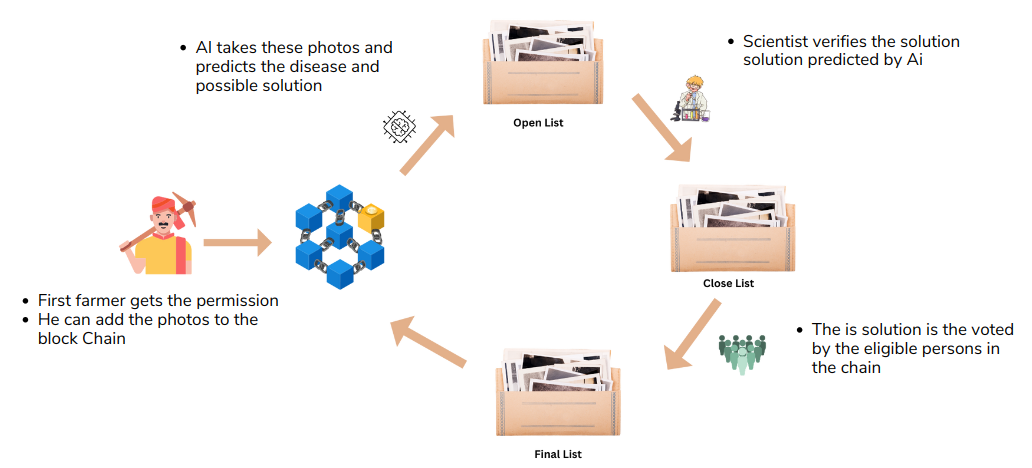 • AI takes these photos and
predicts the disease and
possible solution
Open List
• Scientist verifies the solution
solution predicted by Ai
Close List
• First farmer gets the permission
• He can add the photos to the
block Chain
• The is solution is the voted
by the eligible persons in
the chain
Final List